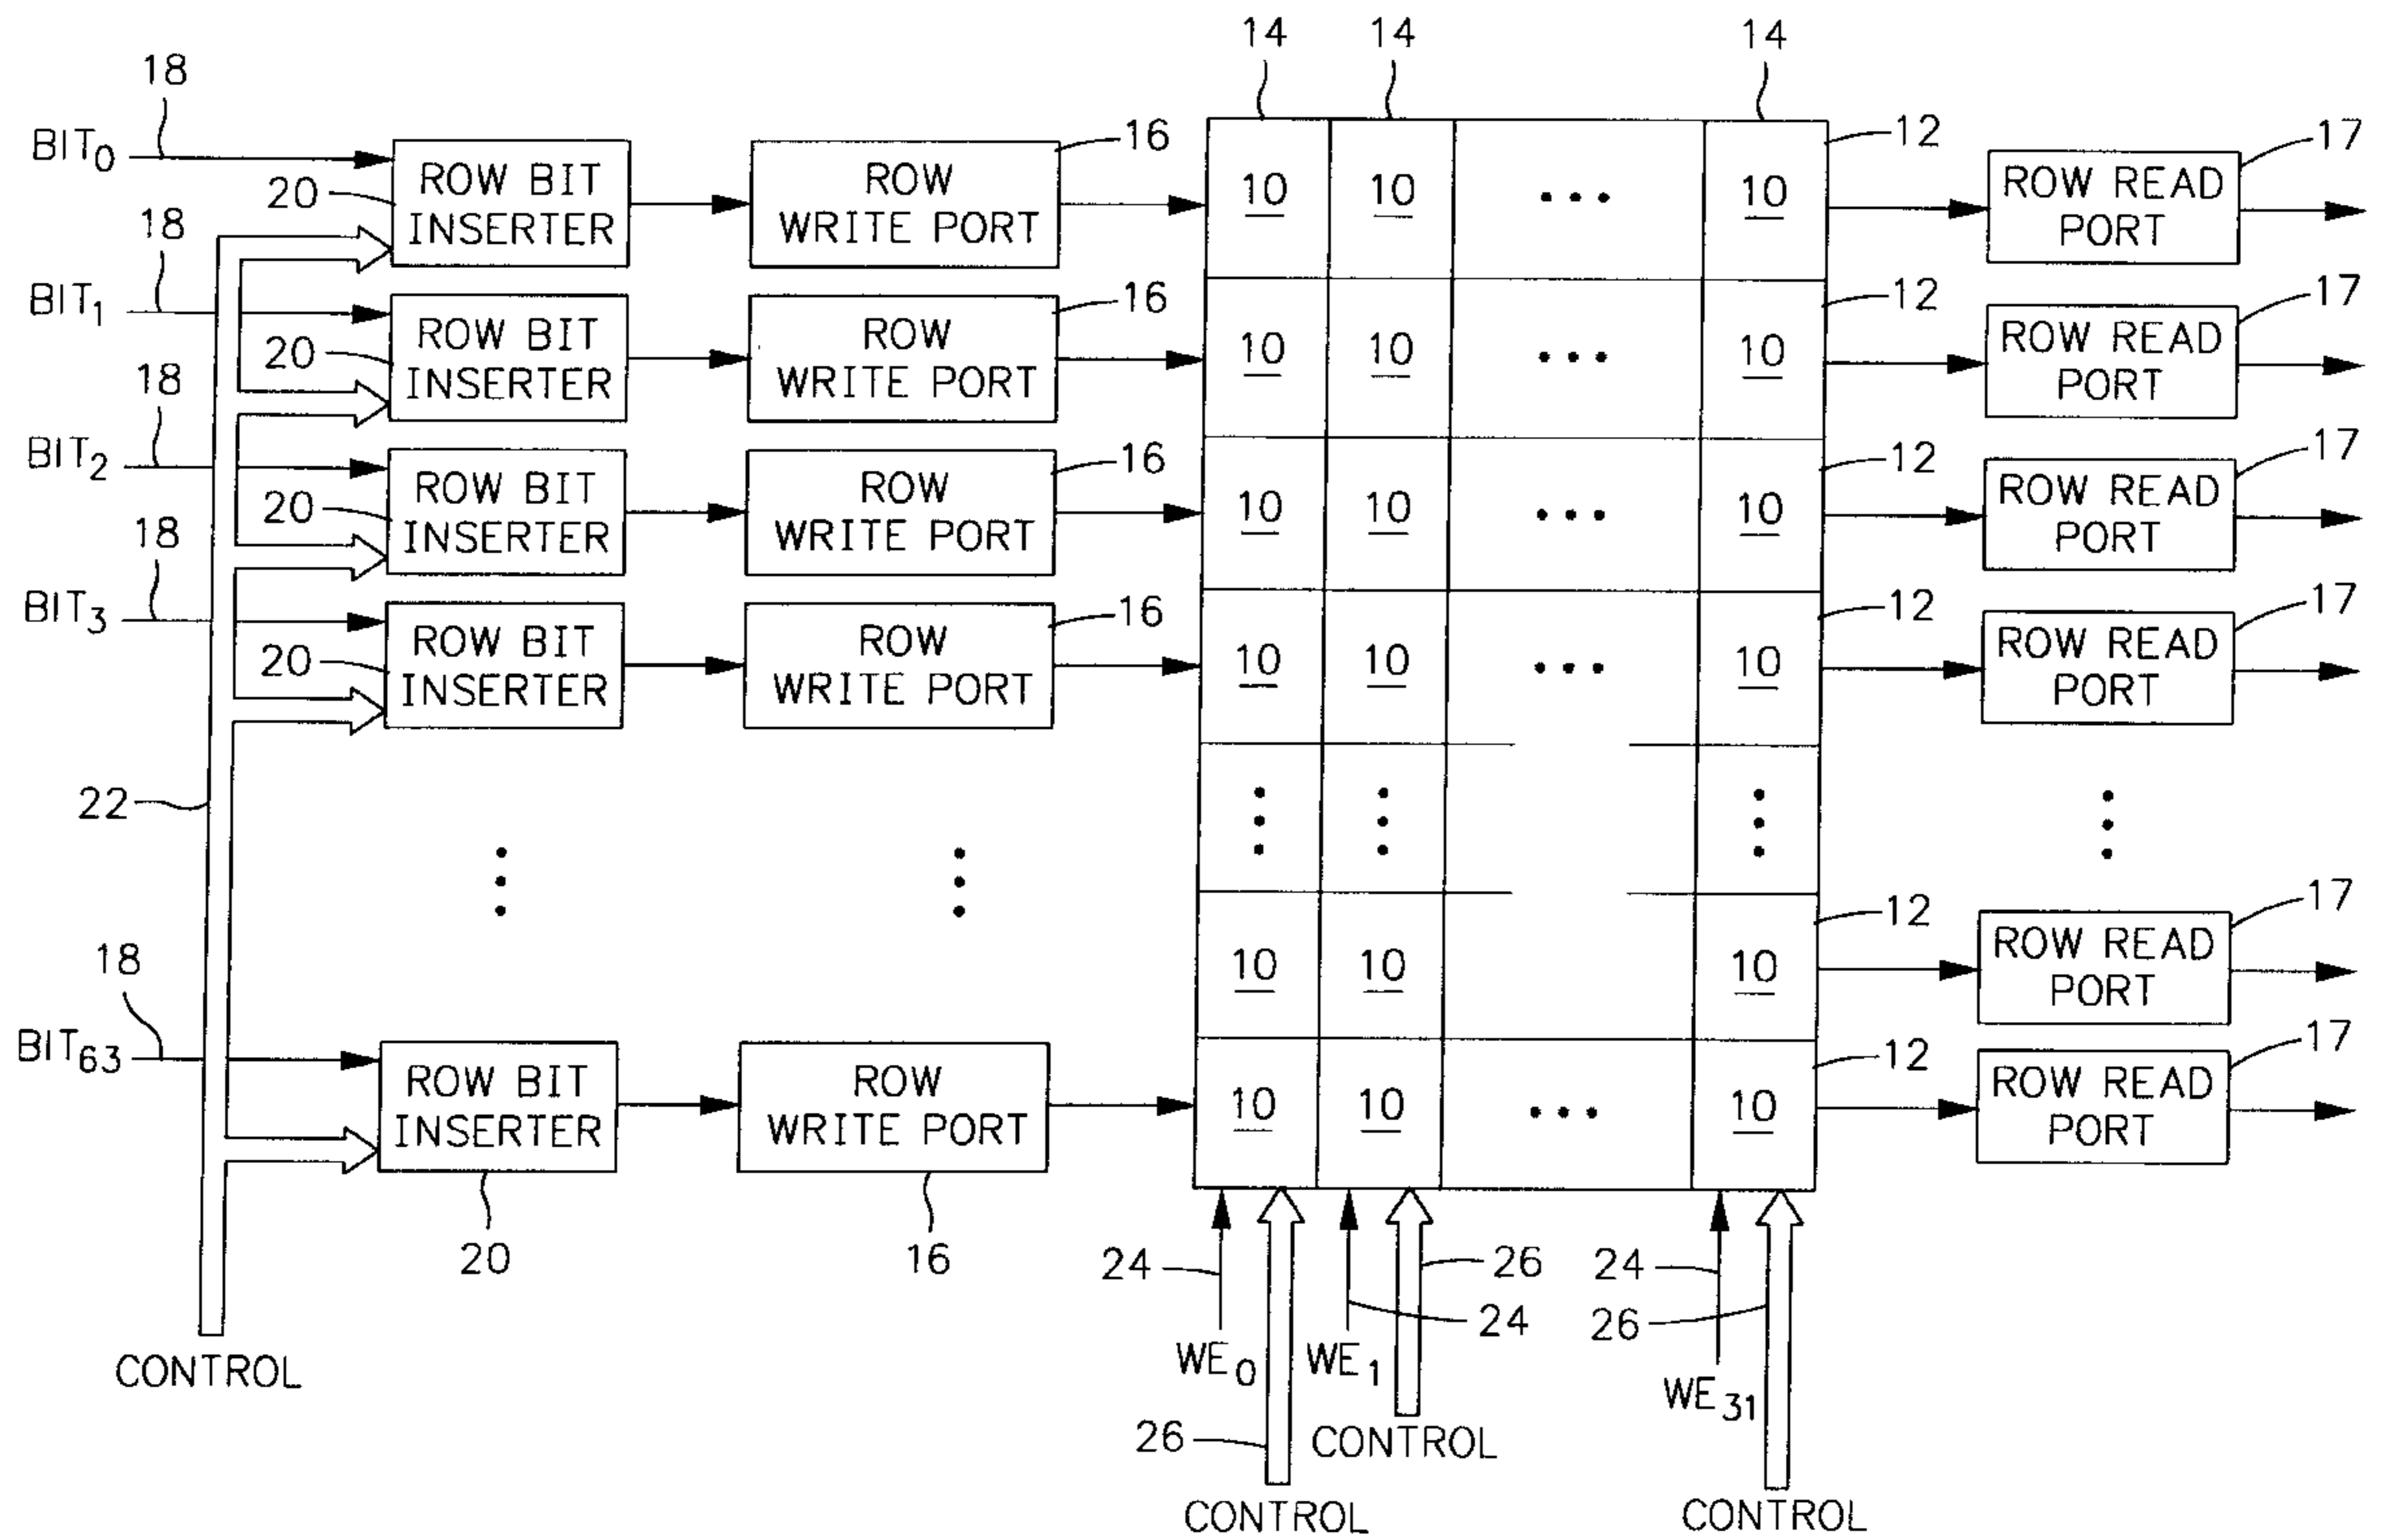 14 14 14
18
BIT0 ROW BIT INSERTER 20 ROW WRITE PORT 16 10 10 ... 10 12 ROW READ PORT 17
18
BIT1 ROW BIT INSERTER 20 ROW WRITE PORT 16 10 10 ... 10 12 ROW READ PORT 17
18
BIT2 ROW BIT INSERTER 20 ROW WRITE PORT 16 10 10 ... 10 12 ROW READ PORT 17
18
BIT3 ROW BIT INSERTER 20 ROW WRITE PORT 16 10 10 ... 10 12 ROW READ PORT 17
22
10 10 10 12 ROW READ PORT 17
18
BIT63 ROW BIT INSERTER 20 ROW WRITE PORT 16 10 10 ... 10 12 ROW READ PORT 17
24 26 24 26
24 26
WE0 WE1 WE31
CONTROL
26 CONTROL
CONTROL CONTROL